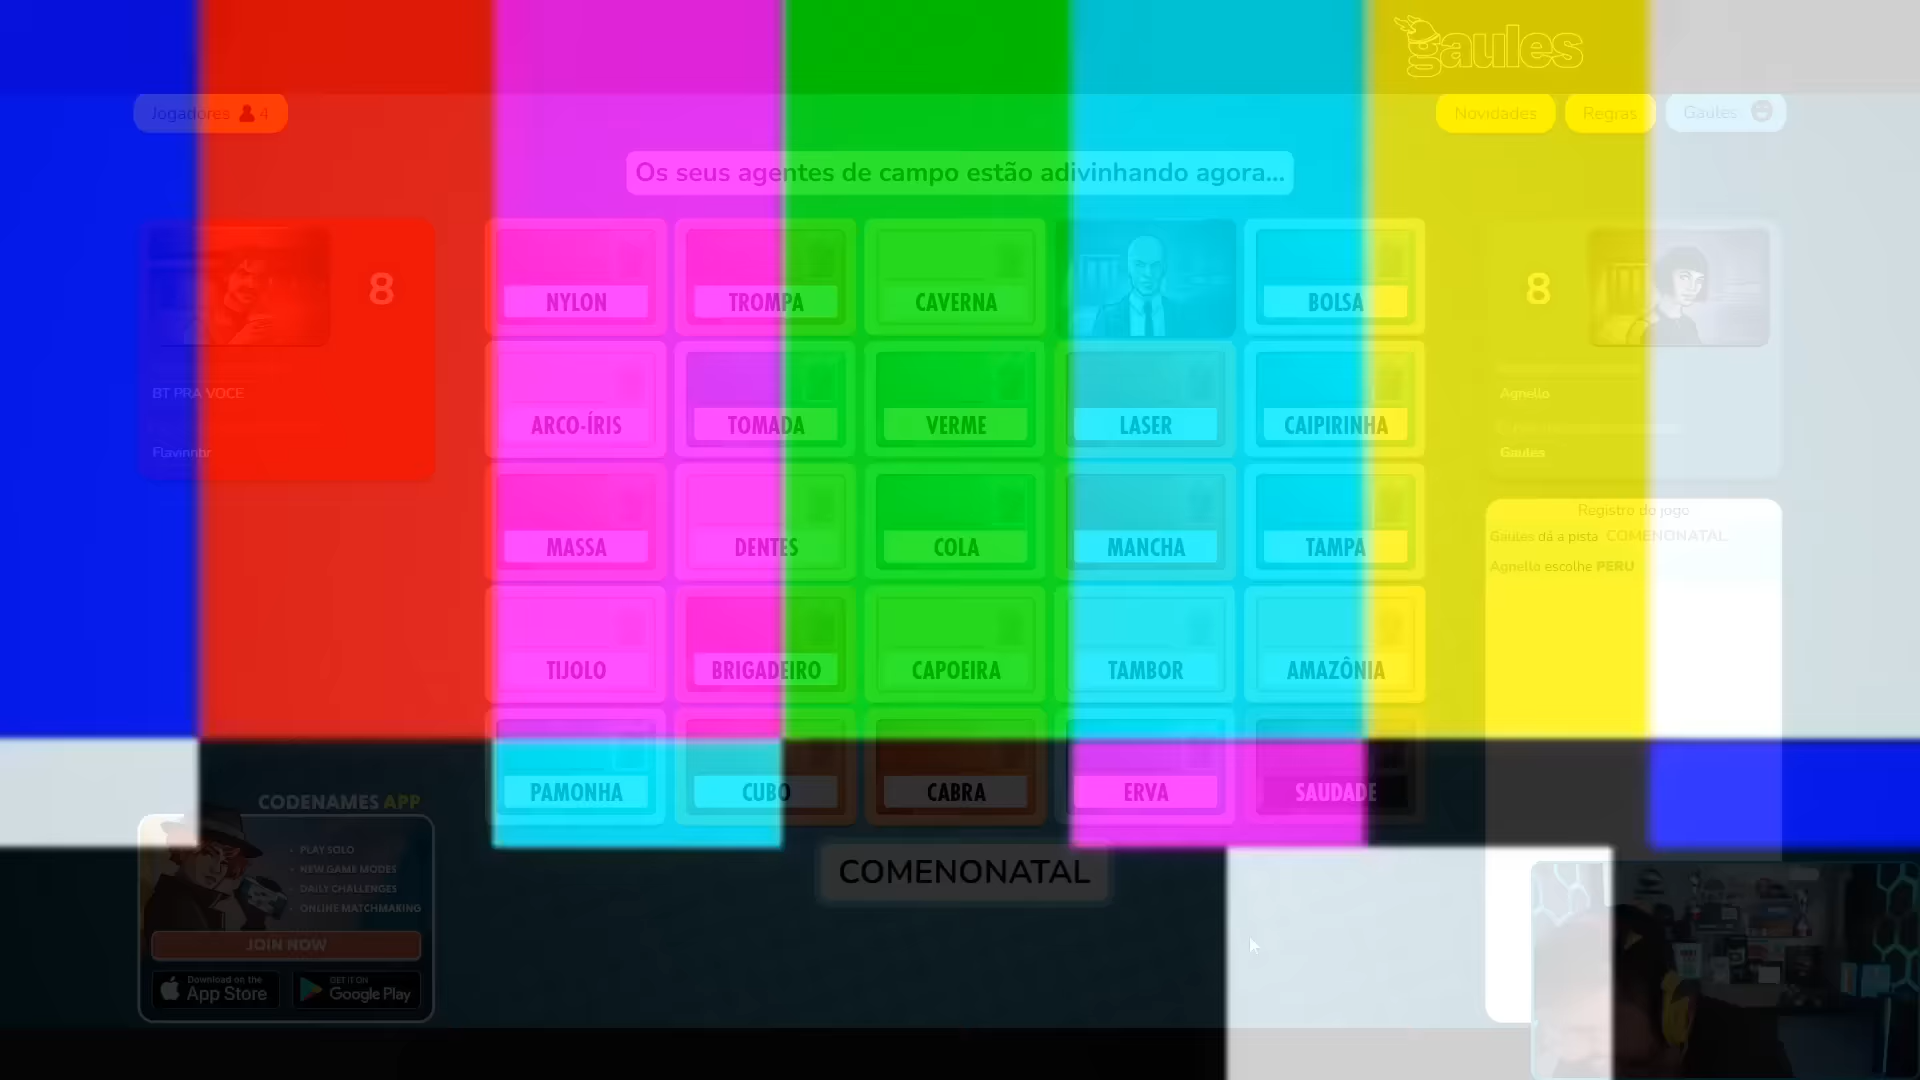 gaules
Jogadores 4
Novidades
Regras
Gaules
Os seus agentes de campo estão adivinhando agora...
8
BT PRA VOCE
Flavinnbr
NYLON
TROMPA
CAVERNA
BOLSA
ARCO-ÍRIS
TOMADA
VERME
LASER
CAIPIRINHA
MASSA
DENTES
COLA
MANCHA
TAMPA
TIJOLO
BRIGADEIRO
CAPOEIRA
TAMBOR
AMAZÔNIA
PAMONHA
CUBO
CABRA
ERVA
SAUDADE
8
Agnello
Gaules
Registro do jogo
Gaules dá a pista COMENONATAL
Agnello escolhe PERU
COMENONATAL
CODENAMES APP
PLAY SOLO
NEW GAME MODES
DAILY CHALLENGES
ONLINE MATCHMAKING
JOIN NOW
Download on the
App Store
GET IT ON
Google Play